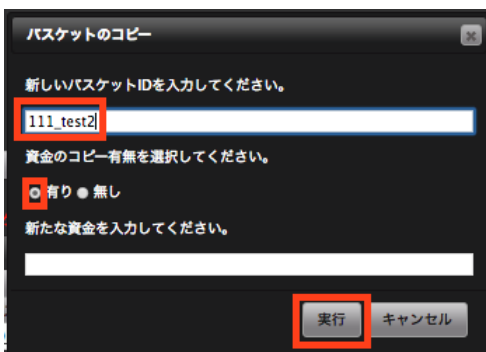 バスケットのコピー
新しいバスケットIDを入力してください。
111_test2
資金のコピー有無を選択してください。
有り 無し
新たな資金を入力してください。
実行 キャンセル